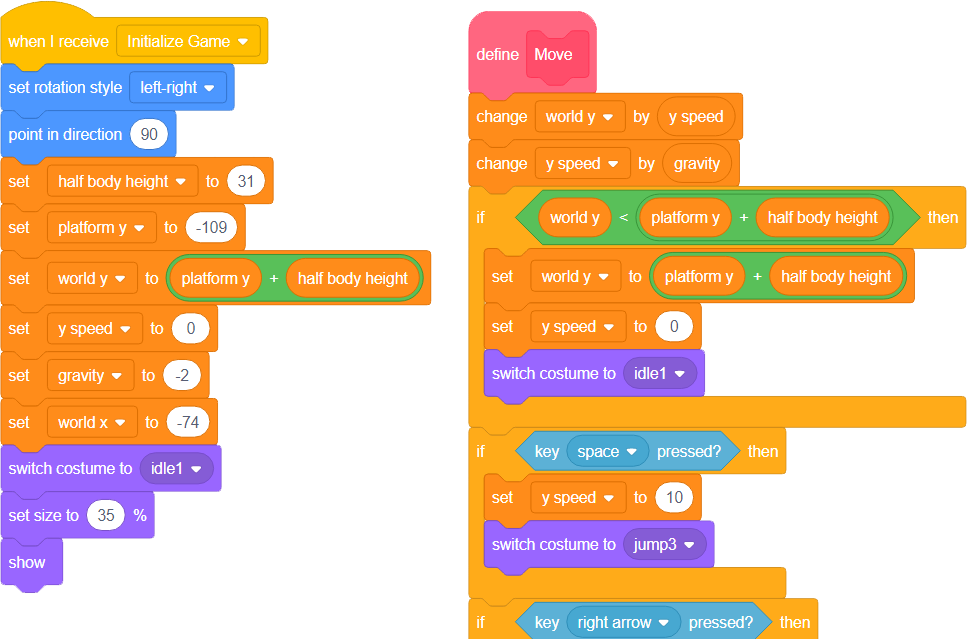 when I receive Initialize Game
set rotation style left-right
point in direction 90
set half body height to 31
set platform y to -109
set world y to platform y + half body height
set y speed to 0
set gravity to -2
set world x to -74
switch costume to idle1
set size to 35 %
show
define Move
change world y by y speed
change y speed by gravity
if world y < platform y + half body height then
set world y to platform y + half body height
set y speed to 0
switch costume to idle1
if key space pressed? then
set y speed to 10
switch costume to jump3
if key right arrow pressed? then